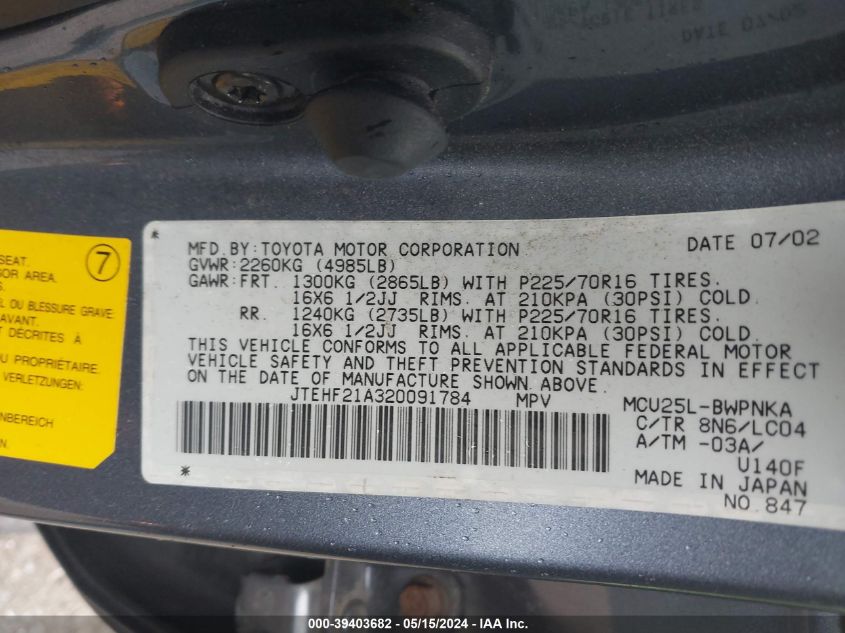 DATE 07/02
7
SEAT.
SOR AREA.
OU BLESSURE GRAVE
AVANT.
DÉCRITES À
DU PROPRIÉTAIRE.
VERLETZUNGEN
NBEREICH
*
MFD.BY:TOYOTA MOTOR CORPORATION DATE 07/02
GVWR:2260KG (4985LB)
GAWR:FRT. 1300KG (2865LB) WITH P225/70R16 TIRES.
16X6 1/2JJ RIMS. AT 210KPA (30PSI) COLD.
RR. 1240KG (2735LB) WITH P225/70R16 TIRES.
16X6 1/2JJ RIMS. AT 210KPA (30PSI) COLD.
THIS VEHICLE CONFORMS TO ALL APPLICABLE FEDERAL MOTOR
VEHICLE SAFETY AND THEFT PREVENTION STANDARDS IN EFFECT
ON THE DATE OF MANUFACTURE SHOWN ABOVE.
JTEHF21A320091784 MPV MCU25L-BWPNKA
C/TR 8N6/LC04
A/TM -03A/
U140F
MADE IN JAPAN
* NO.847
000-39403682 - 05/15/2024 - IAA Inc.